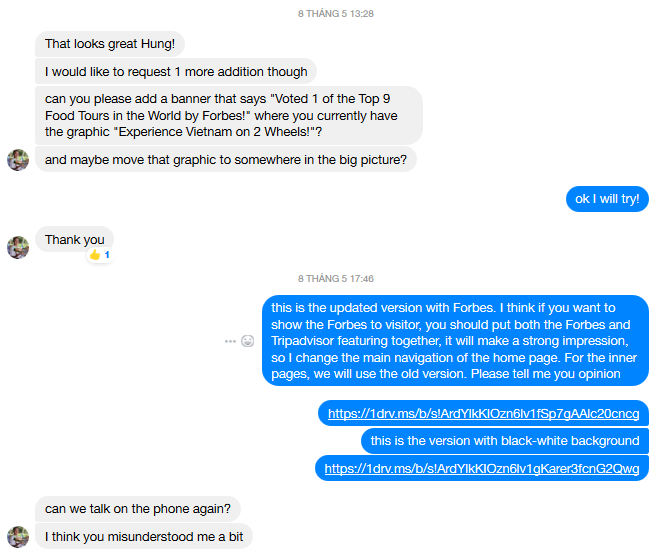 8 THÁNG 5 13:28
That looks great Hung!
I would like to request 1 more addition though
can you please add a banner that says "Voted 1 of the Top 9
Food Tours in the World by Forbes!" where you currently have
the graphic "Experience Vietnam on 2 Wheels!"?
and maybe move that graphic to somewhere in the big picture?
ok I will try!
Thank you
1
8 THÁNG 5 17:46
this is the updated version with Forbes. I think if you want to
show the Forbes to visitor, you should put both the Forbes and
Tripadvisor featuring together, it will make a strong impression,
so I change the main navigation of the home page. For the inner
pages, we will use the old version. Please tell me you opinion
https://1drv.ms/b/s!ArdYIkKIOzn6lv1fSp7gAAIc20cncg
this is the version with black-white background
https://1drv.ms/b/s!ArdYIkKIOzn6lv1gKarer3fcnG2Qwg
can we talk on the phone again?
I think you misunderstood me a bit